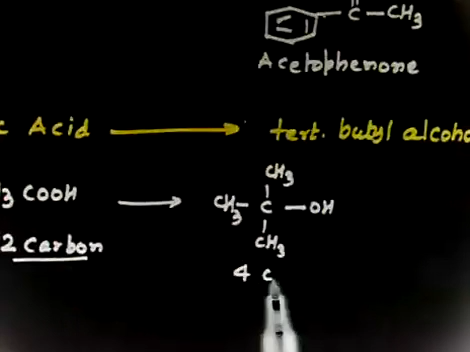 C – CH3
Acetophenone
c Acid ⟶ tert. butyl alcoho
CH3
3 COOH ⟶ CH3 – C – OH
CH3
2 Carbon
4 c